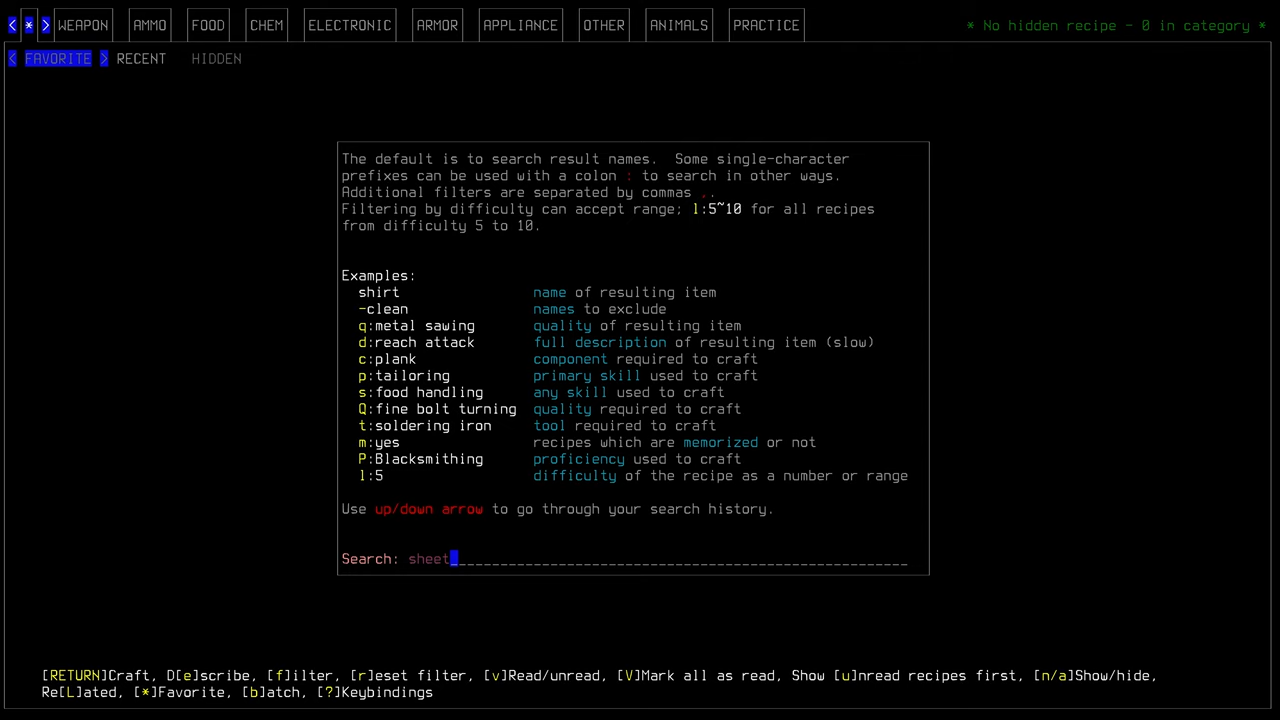 < * > WEAPON AMMO FOOD CHEM ELECTRONIC ARMOR APPLIANCE OTHER ANIMALS PRACTICE * No hidden recipe - 0 in category *
< FAVORITE > RECENT HIDDEN
The default is to search result names. Some single-character
prefixes can be used with a colon : to search in other ways.
Additional filters are separated by commas ,.
Filtering by difficulty can accept range; l:5~10 for all recipes
from difficulty 5 to 10.
Examples:
shirt name of resulting item
-clean names to exclude
q:metal sawing quality of resulting item
d:reach attack full description of resulting item (slow)
c:plank component required to craft
p:tailoring primary skill used to craft
s:food handling any skill used to craft
Q:fine bolt turning quality required to craft
t:soldering iron tool required to craft
m:yes recipes which are memorized or not
P:Blacksmithing proficiency used to craft
l:5 difficulty of the recipe as a number or range
Use up/down arrow to go through your search history.
Search: sheet_______________________________________________________
[RETURN]Craft, D[e]scribe, [f]ilter, [r]eset filter, [v]Read/unread, [V]Mark all as read, Show [u]nread recipes first, [n/a]Show/hide,
Re[L]ated, [*]Favorite, [b]atch, [?]Keybindings